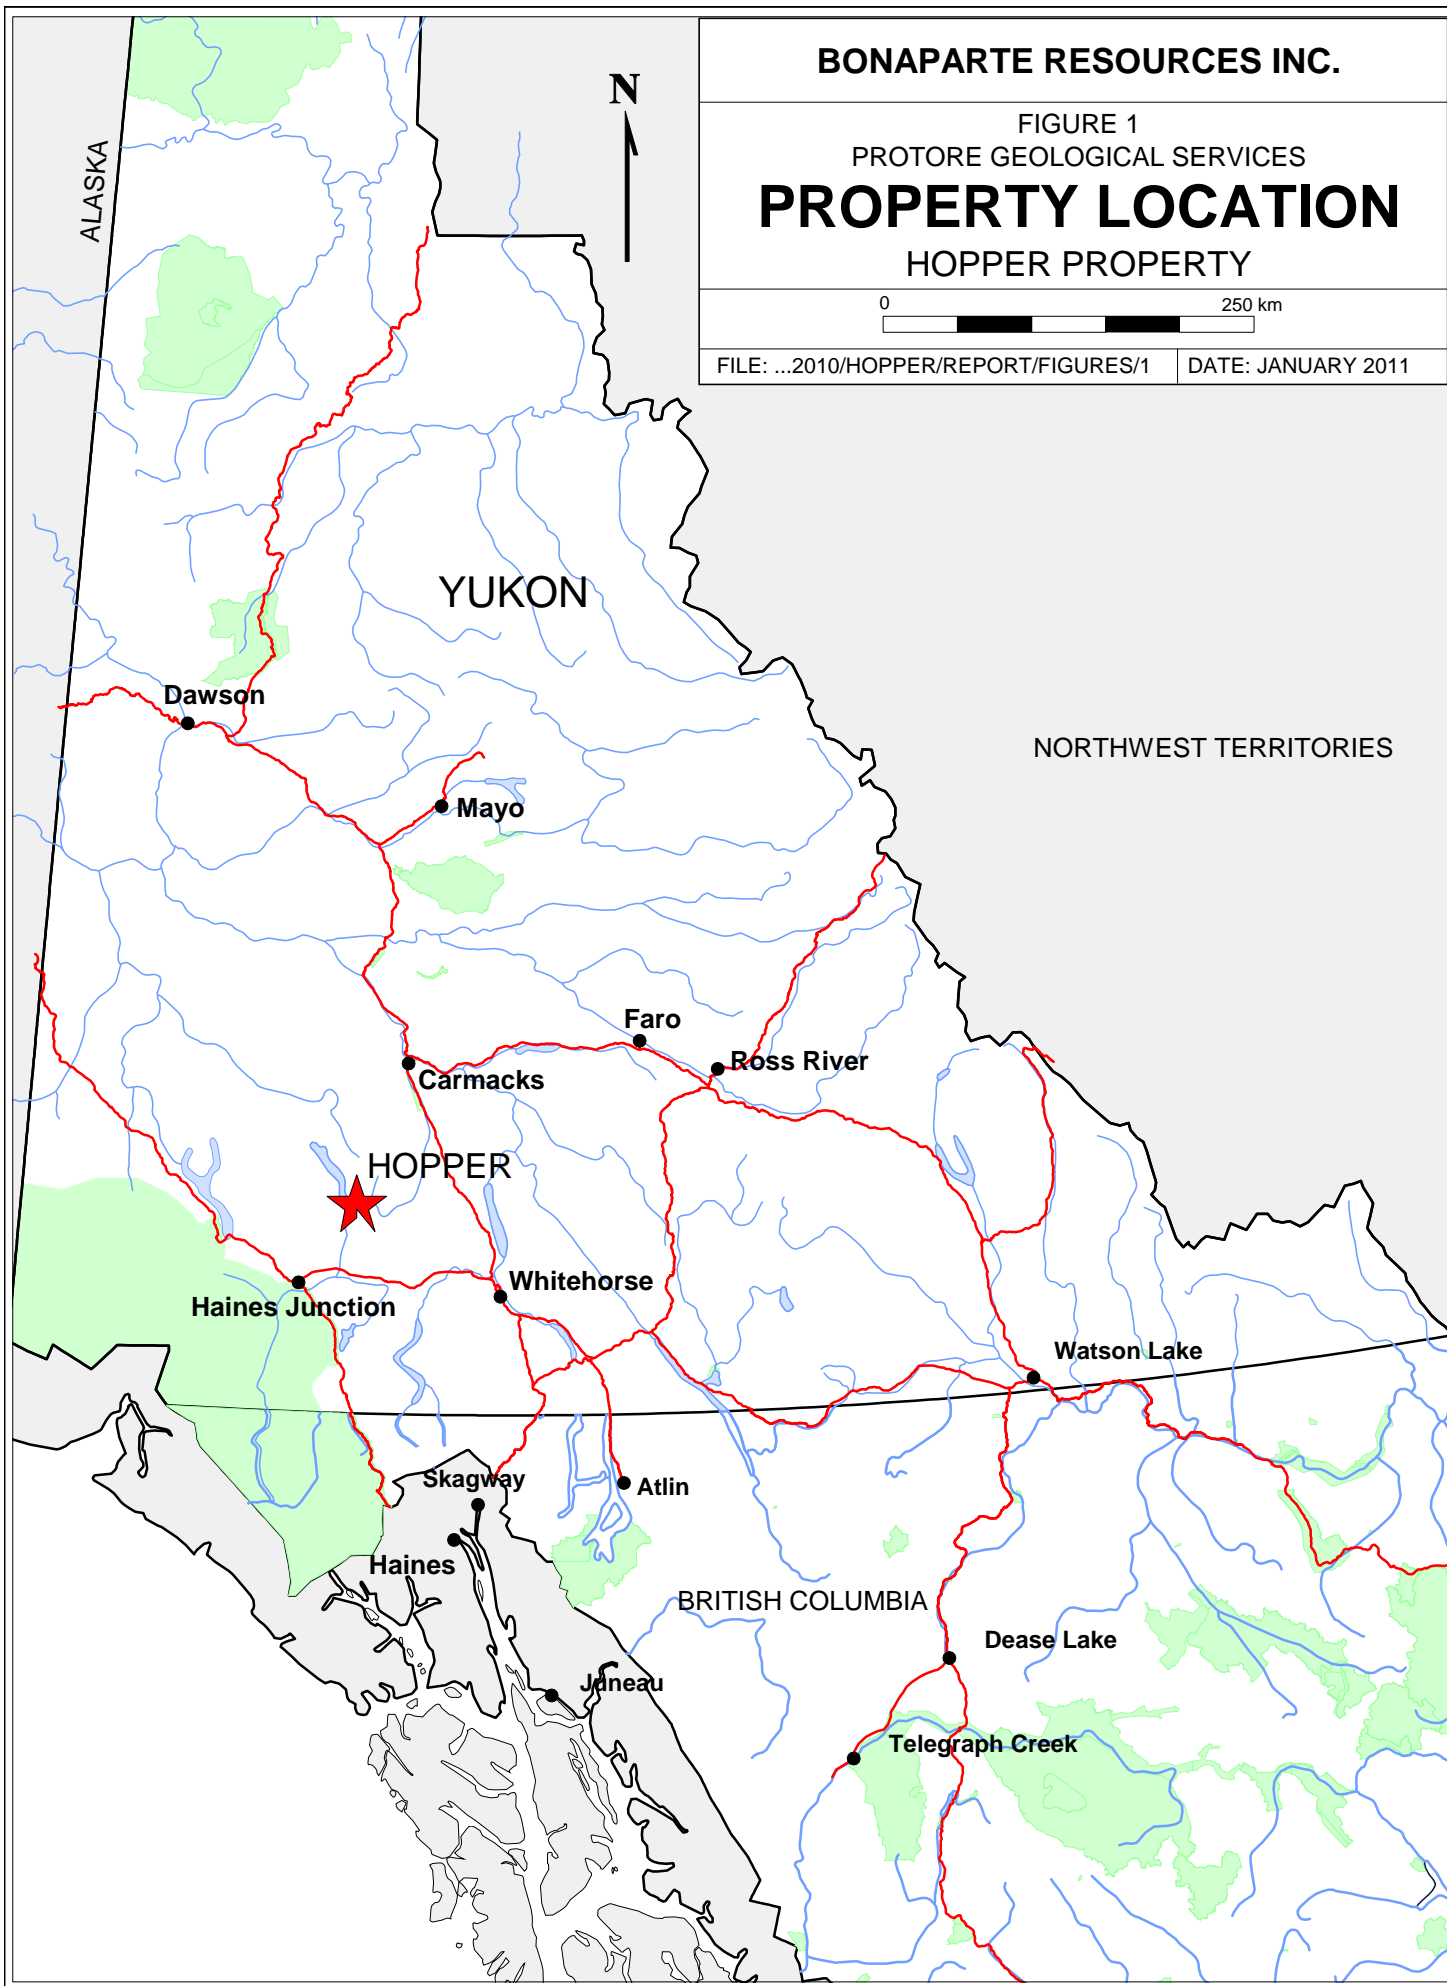 BONAPARTE RESOURCES INC.
FIGURE 1
PROTORE GEOLOGICAL SERVICES
PROPERTY LOCATION
HOPPER PROPERTY
0
250 km
FILE: ...2010/HOPPER/REPORT/FIGURES/1
DATE: JANUARY 2011
N
ALASKA
YUKON
Dawson
NORTHWEST TERRITORIES
Mayo
Faro
Ross River
Carmacks
HOPPER
Whitehorse
Haines Junction
Watson Lake
Skagway
Atlin
Haines
BRITISH COLUMBIA
Dease Lake
Juneau
Telegraph Creek